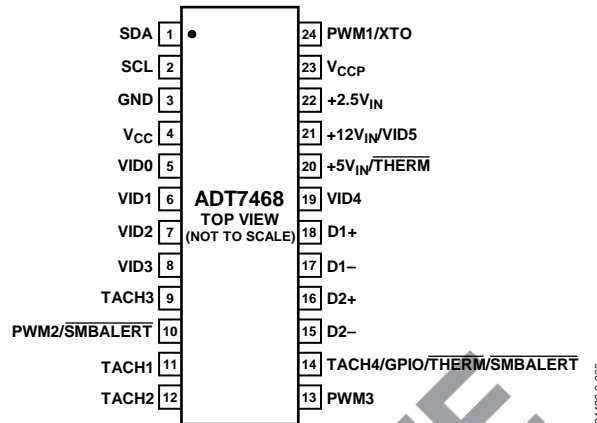 SDA 1
SCL 2
GND 3
VCC 4
VID0 5
VID1 6
VID2 7
VID3 8
TACH3 9
PWM2/SMBALERT 10
TACH1 11
TACH2 12
ADT7468
TOP VIEW
(NOT TO SCALE)
24 PWM1/XTO
23 VCCP
22 +2.5VIN
21 +12VIN/VID5
20 +5VIN/THERM
19 VID4
18 D1+
17 D1–
16 D2+
15 D2–
14 TACH4/GPIO/THERM/SMBALERT
13 PWM3